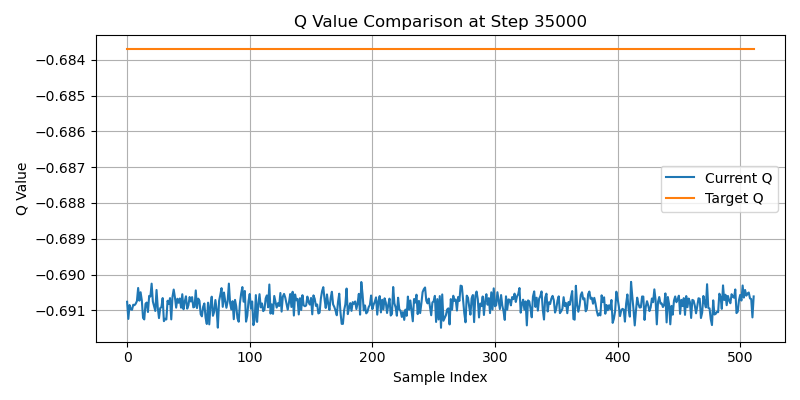 Q Value Comparison at Step 35000
Q Value
−0.684
−0.685
−0.686
−0.687
−0.688
−0.689
−0.690
−0.691
Current Q
Target Q
0
100
200
300
400
500
Sample Index